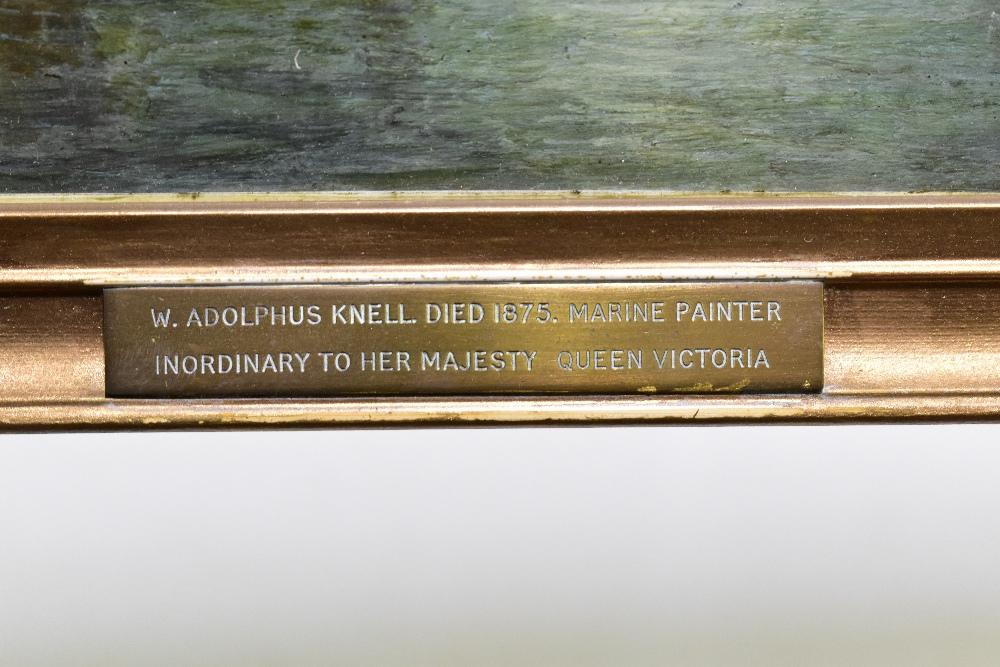 W. ADOLPHUS KNELL. DIED 1875. MARINE PAINTER
INORDINARY TO HER MAJESTY QUEEN VICTORIA